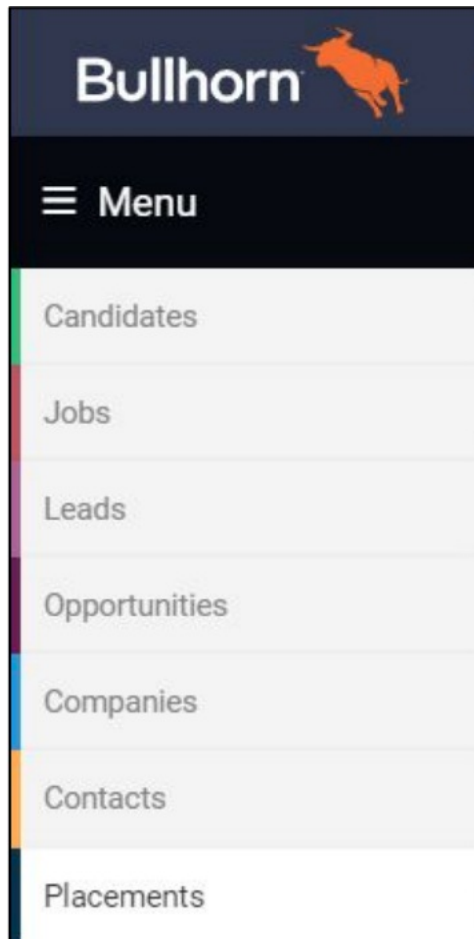 Bullhorn
Menu
Candidates
Jobs
Leads
Opportunities
Companies
Contacts
Placements